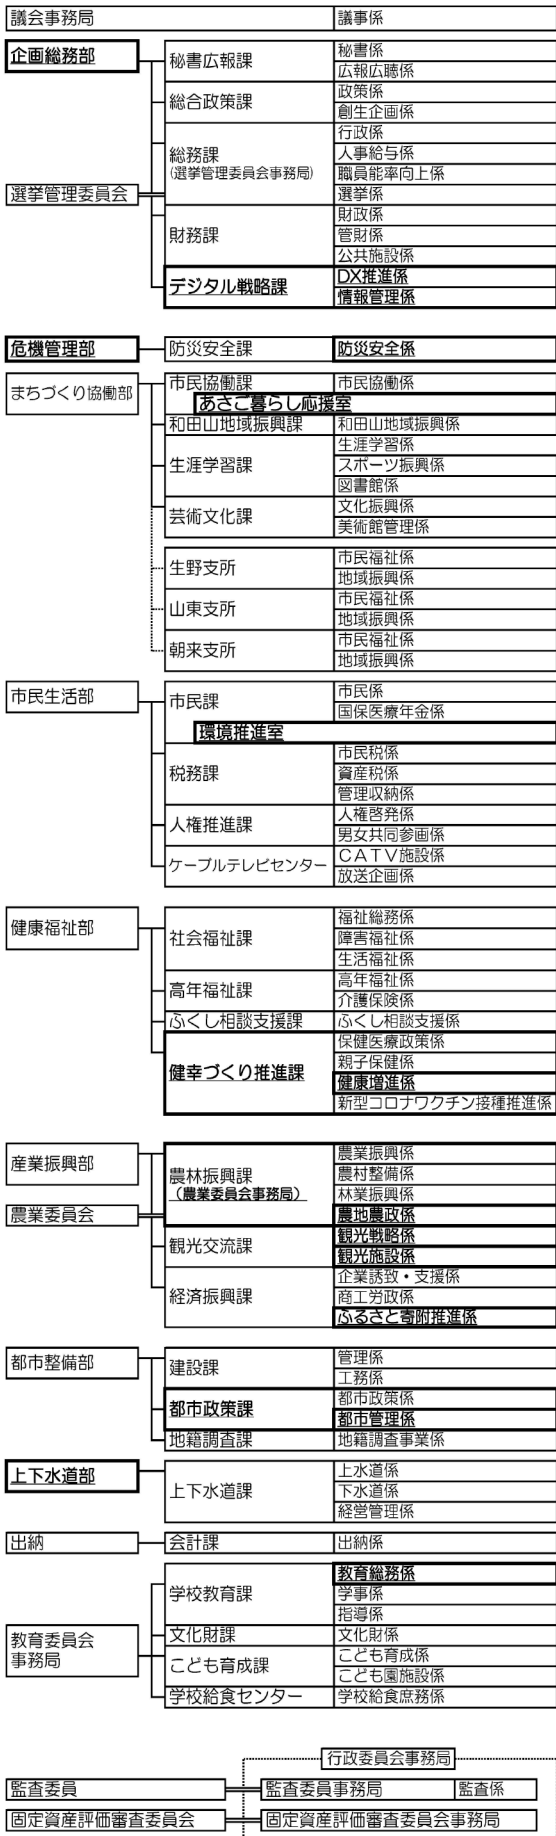 議会事務局 議事係
企画総務部 秘書広報課 秘書係
広報広聴係
総合政策課 政策係
創生企画係
総務課 行政係
(選挙管理委員会事務局) 人事給与係
職員能率向上係
選挙管理委員会 選挙係
財務課 財政係
管財係
公共施設係
デジタル戦略課 DX推進係
情報管理係
危機管理部 防災安全課 防災安全係
まちづくり協働部 市民協働課 市民協働係
あさご暮らし応援室
和田山地域振興課 和田山地域振興係
生涯学習課 生涯学習係
スポーツ振興係
図書館係
芸術文化課 文化振興係
美術館管理係
生野支所 市民福祉係
地域振興係
山東支所 市民福祉係
地域振興係
朝来支所 市民福祉係
地域振興係
市民生活部 市民課 市民係
国保医療年金係
環境推進室
税務課 市民税係
資産税係
管理収納係
人権推進課 人権啓発係
男女共同参画係
ケーブルテレビセンター CATV施設係
放送企画係
健康福祉部 社会福祉課 福祉総務係
障害福祉係
生活福祉係
高年福祉課 高年福祉係
介護保険係
ふくし相談支援課 ふくし相談支援係
健幸づくり推進課 保健医療政策係
親子保健係
健康増進係
新型コロナワクチン接種推進係
産業振興部 農林振興課 農業振興係
(農業委員会事務局) 農村整備係
林業振興係
農業委員会 農地農政係
観光交流課 観光戦略係
観光施設係
経済振興課 企業誘致・支援係
商工労政係
ふるさと寄附推進係
都市整備部 建設課 管理係
工務係
都市政策課 都市政策係
都市管理係
地籍調査課 地籍調査事業係
上下水道部 上下水道課 上水道係
下水道係
経営管理係
出納 会計課 出納係
教育委員会 学校教育課 教育総務係
事務局 学事係
指導係
文化財課 文化財係
こども育成課 こども育成係
こども園施設係
学校給食センター 学校給食庶務係
行政委員会事務局
監査委員 監査委員事務局 監査係
固定資産評価審査委員会 固定資産評価審査委員会事務局